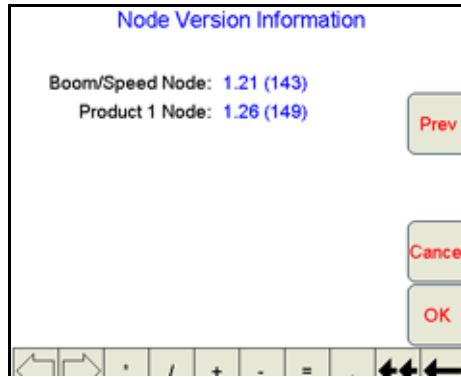 Node Version Information
Boom/Speed Node: 1.21 (143)
Product 1 Node: 1.26 (149)
Prev
Cance
OK
* / + - = .